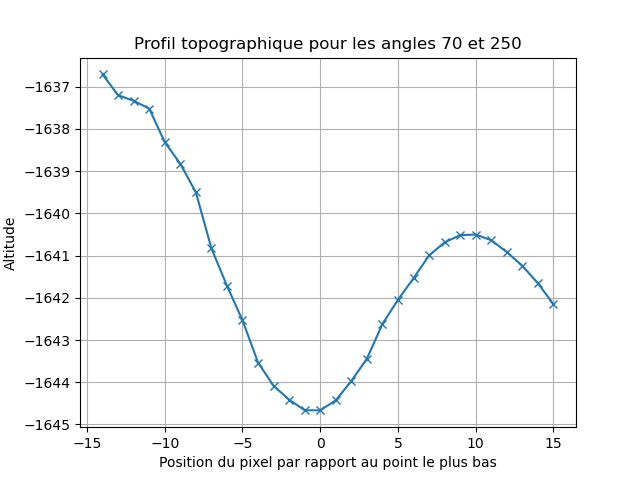 Profil topographique pour les angles 70 et 250
Altitude
−1637
−1638
−1639
−1640
−1641
−1642
−1643
−1644
−1645
−15 −10 −5 0 5 10 15
Position du pixel par rapport au point le plus bas